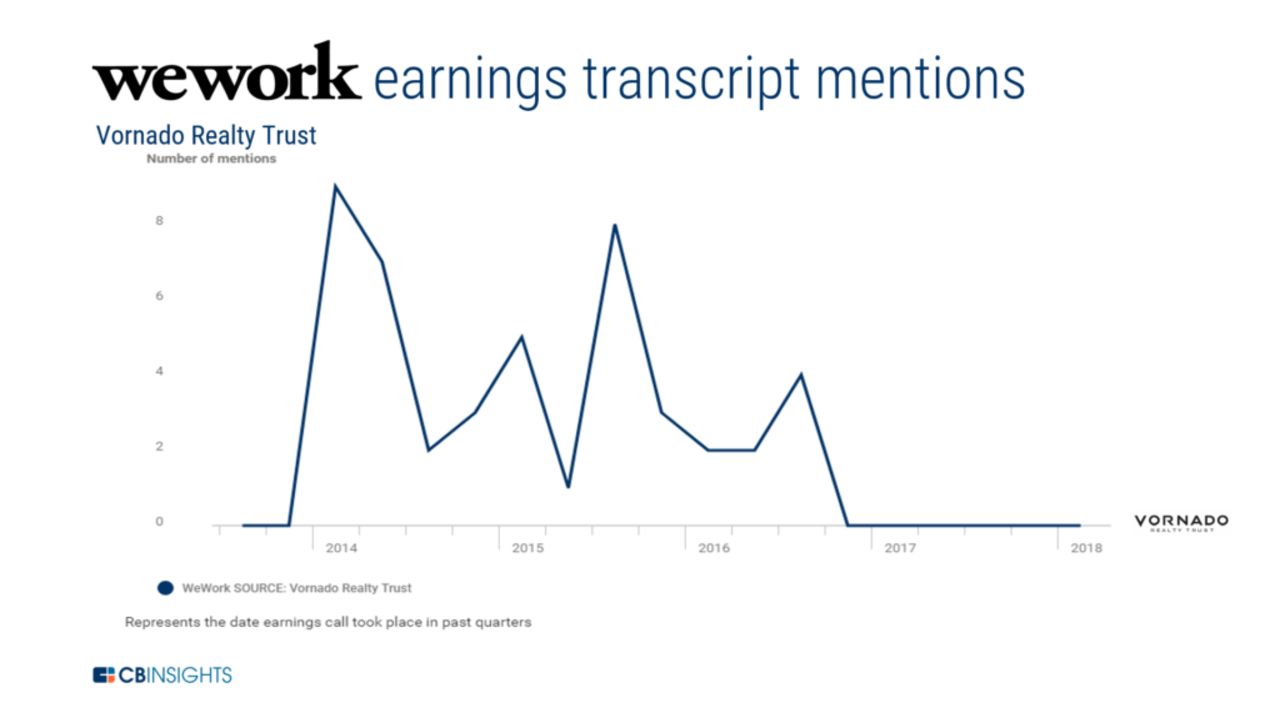 wework earnings transcript mentions
Vornado Realty Trust
Number of mentions
8
6
4
2
0
2014 2015 2016 2017 2018
VORNADO
REALTY TRUST
WeWork SOURCE: Vornado Realty Trust
Represents the date earnings call took place in past quarters
CBINSIGHTS